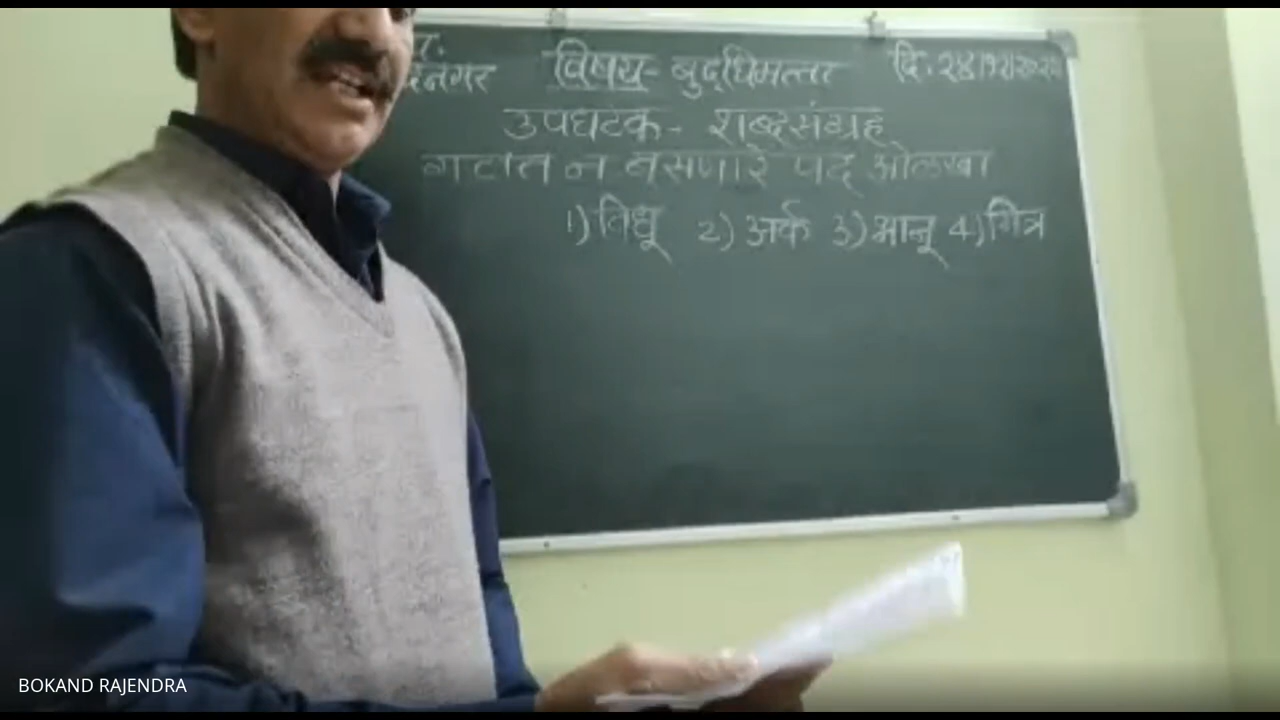 विषय- बुद्धिमत्ता
उपघटक- शब्दसंग्रह
गटात न बसणारे पद ओळखा
1) विधू 2) अर्क 3) भानू 4) मित्र
BOKAND RAJENDRA